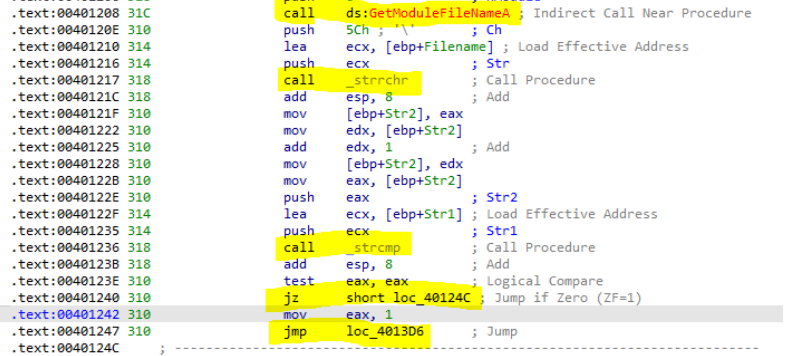 .text:00401208 31C call ds:GetModuleFileNameA ; Indirect Call Near Procedure
.text:0040120E 310 push 5Ch ; '\' ; Ch
.text:00401210 314 lea ecx, [ebp+Filename] ; Load Effective Address
.text:00401216 314 push ecx ; Str
.text:00401217 318 call _strrchr ; Call Procedure
.text:0040121C 318 add esp, 8 ; Add
.text:0040121F 310 mov [ebp+Str2], eax
.text:00401222 310 mov edx, [ebp+Str2]
.text:00401225 310 add edx, 1 ; Add
.text:00401228 310 mov [ebp+Str2], edx
.text:0040122B 310 mov eax, [ebp+Str2]
.text:0040122E 310 push eax ; Str2
.text:0040122F 314 lea ecx, [ebp+Str1] ; Load Effective Address
.text:00401235 314 push ecx ; Str1
.text:00401236 318 call _strcmp ; Call Procedure
.text:0040123B 318 add esp, 8 ; Add
.text:0040123E 310 test eax, eax ; Logical Compare
.text:00401240 310 jz short loc_40124C ; Jump if Zero (ZF=1)
.text:00401242 310 mov eax, 1
.text:00401247 310 jmp loc_4013D6 ; Jump
.text:0040124C ; ---------------------------------------------------------------------------